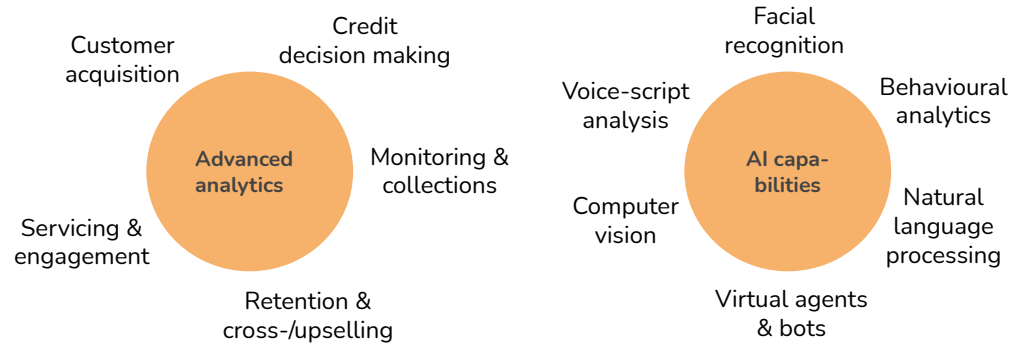 Customer
acquisition
Credit
decision making
Advanced
analytics
Monitoring &
collections
Servicing &
engagement
Retention &
cross-/upselling
Facial
recognition
Voice-script
analysis
Behavioural
analytics
AI capa-
bilities
Computer
vision
Natural
language
processing
Virtual agents
& bots